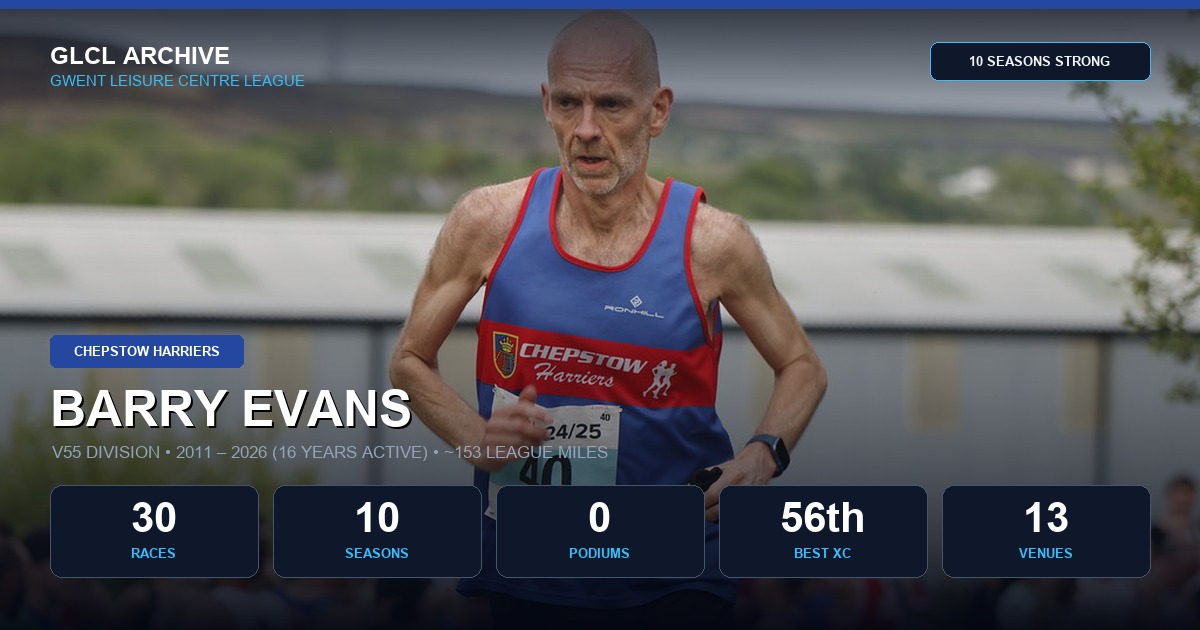 GLCL ARCHIVE
GWENT LEISURE CENTRE LEAGUE
10 SEASONS STRONG
RONHILL
CHEPSTOW
Harriers
40
24/25
40
CHEPSTOW HARRIERS
BARRY EVANS
V55 DIVISION • 2011 – 2026 (16 YEARS ACTIVE) • ~153 LEAGUE MILES
30
RACES
10
SEASONS
0
PODIUMS
56th
BEST XC
13
VENUES